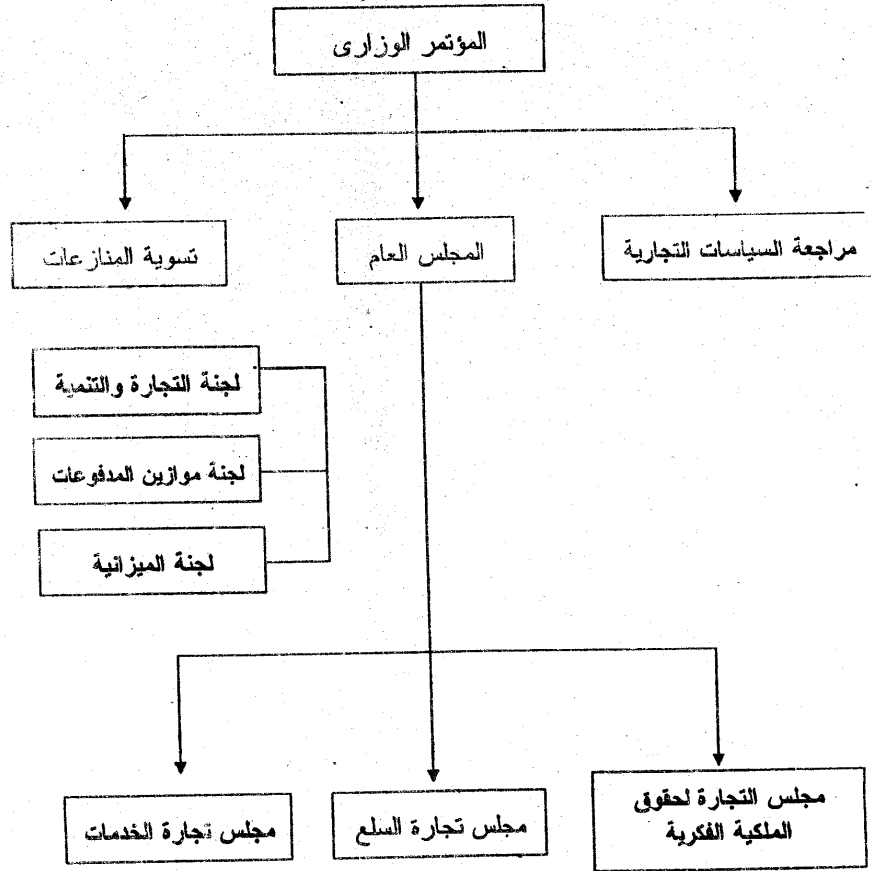 المؤتمر الوزارى
مراجعة السياسات التجارية
المجلس العام
تسوية المنازعات
لجنة التجارة والتنمية
لجنة موازين المدفوعات
لجنة الميزانية
مجلس التجارة لحقوق
الملكية الفكرية
مجلس تجارة السلع
مجلس تجارة الخدمات